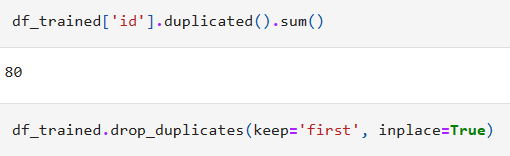 df_trained['id'].duplicated().sum()
80
df_trained.drop_duplicates(keep='first', inplace=True)